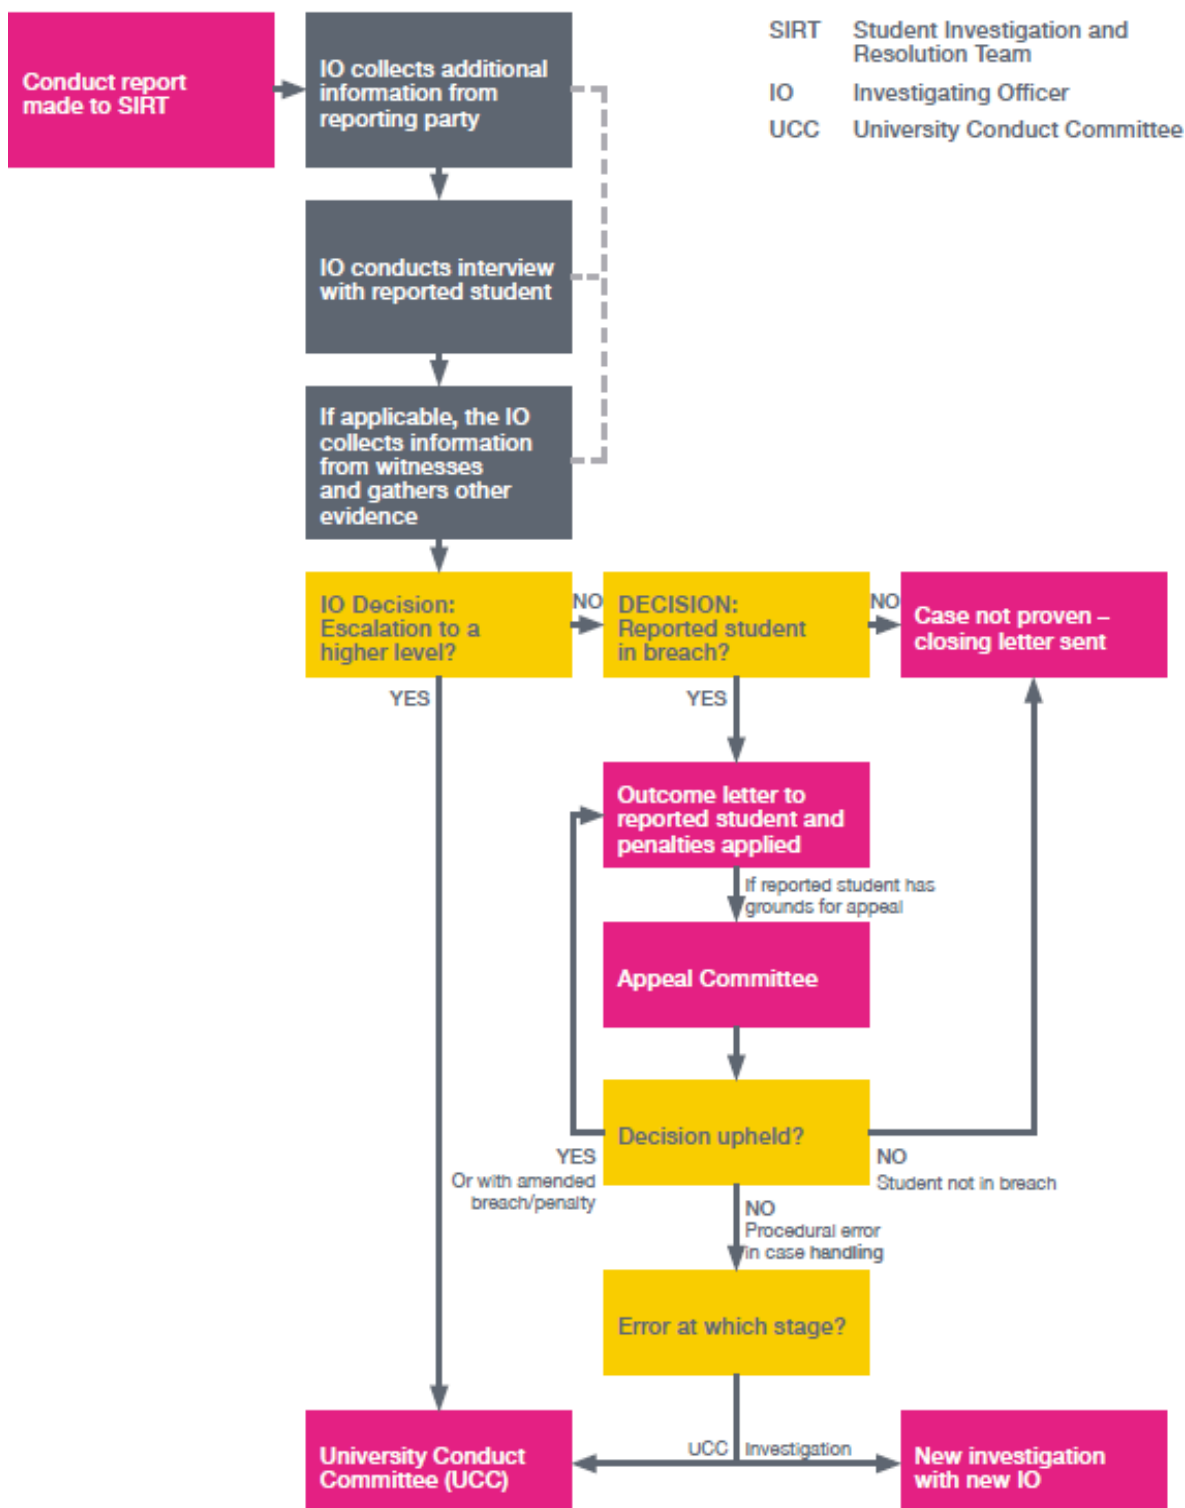 Conduct report
made to SIRT
IO collects additional
information from
reporting party
SIRT Student Investigation and
Resolution Team
IO Investigating Officer
UCC University Conduct Committee
IO conducts interview
with reported student
If applicable, the IO
collects information
from witnesses
and gathers other
evidence
IO Decision:
Escalation to a
higher level?
NO
DECISION:
Reported student
in breach?
NO
Case not proven –
closing letter sent
YES
YES
Outcome letter to
reported student and
penalties applied
If reported student has
grounds for appeal
Appeal Committee
Decision upheld?
YES
Or with amended
breach/penalty
NO
Student not in breach
NO
Procedural error
in case handling
Error at which stage?
University Conduct
Committee (UCC)
UCC
Investigation
New investigation
with new IO